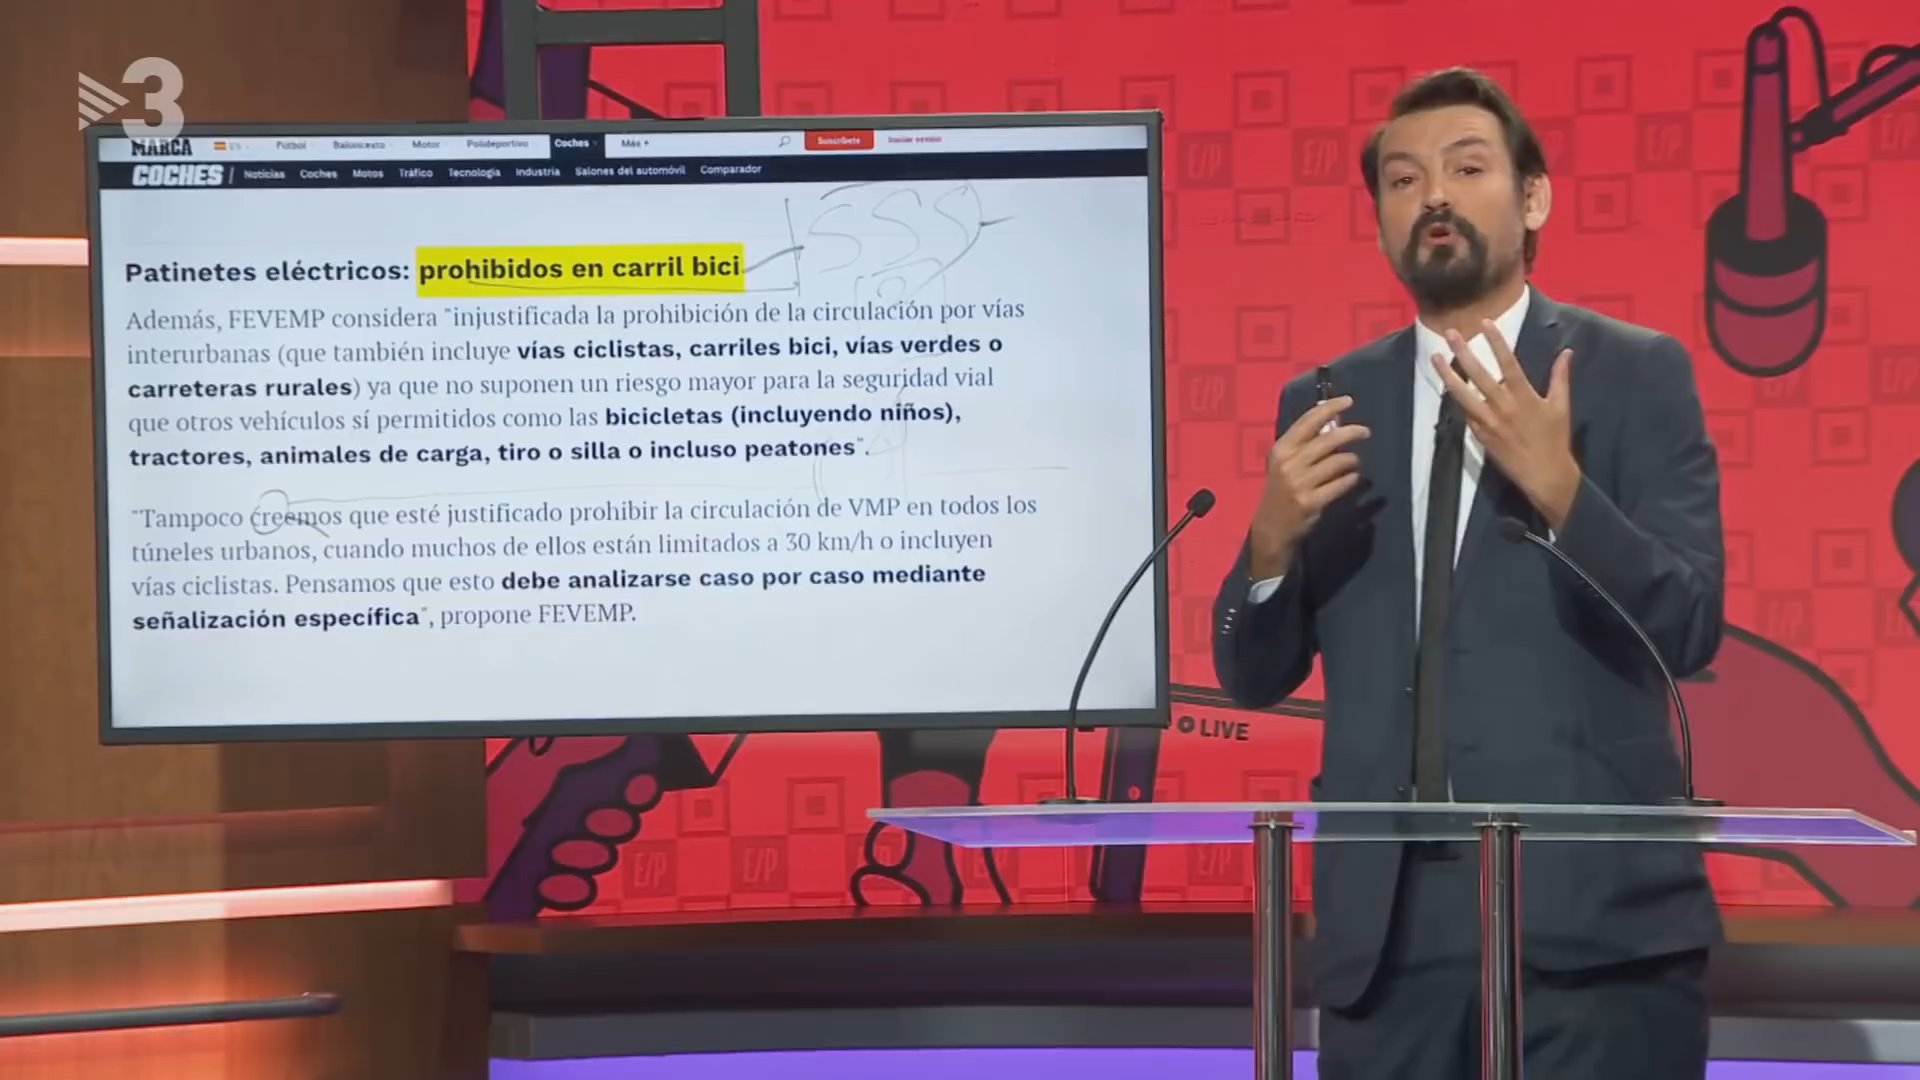 3
MARCA
ES
Fútbol
Baloncesto
Motor
Polideportivo
Coches
Más +
Suscríbete
Iniciar sesión
COCHES / Noticias Coches Motos Tráfico Tecnología Industria Salones del automóvil Comparador
Patinetes eléctricos: prohibidos en carril bici
Además, FEVEMP considera "injustificada la prohibición de la circulación por vías
interurbanas (que también incluye vías ciclistas, carriles bici, vías verdes o
carreteras rurales) ya que no suponen un riesgo mayor para la seguridad vial
que otros vehículos sí permitidos como las bicicletas (incluyendo niños),
tractores, animales de carga, tiro o silla o incluso peatones".
"Tampoco creemos que esté justificado prohibir la circulación de VMP en todos los
túneles urbanos, cuando muchos de ellos están limitados a 30 km/h o incluyen
vías ciclistas. Pensamos que esto debe analizarse caso por caso mediante
señalización específica", propone FEVEMP.
SSS
LIVE
E/P
E/P
E/P
E/P
E/P
E/P
E/P